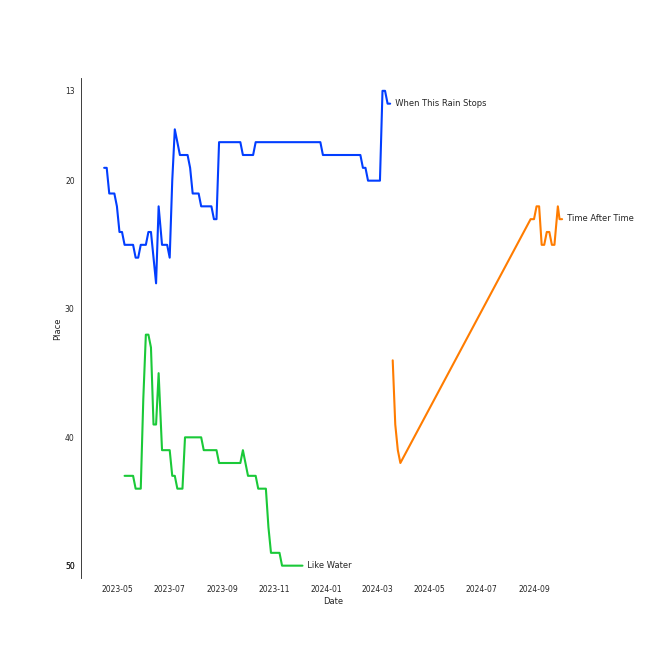 13
When This Rain Stops
20
Time After Time
30
Place
40
50
Like Water
2023-05 2023-07 2023-09 2023-11 2024-01 2024-03 2024-05 2024-07 2024-09
Date